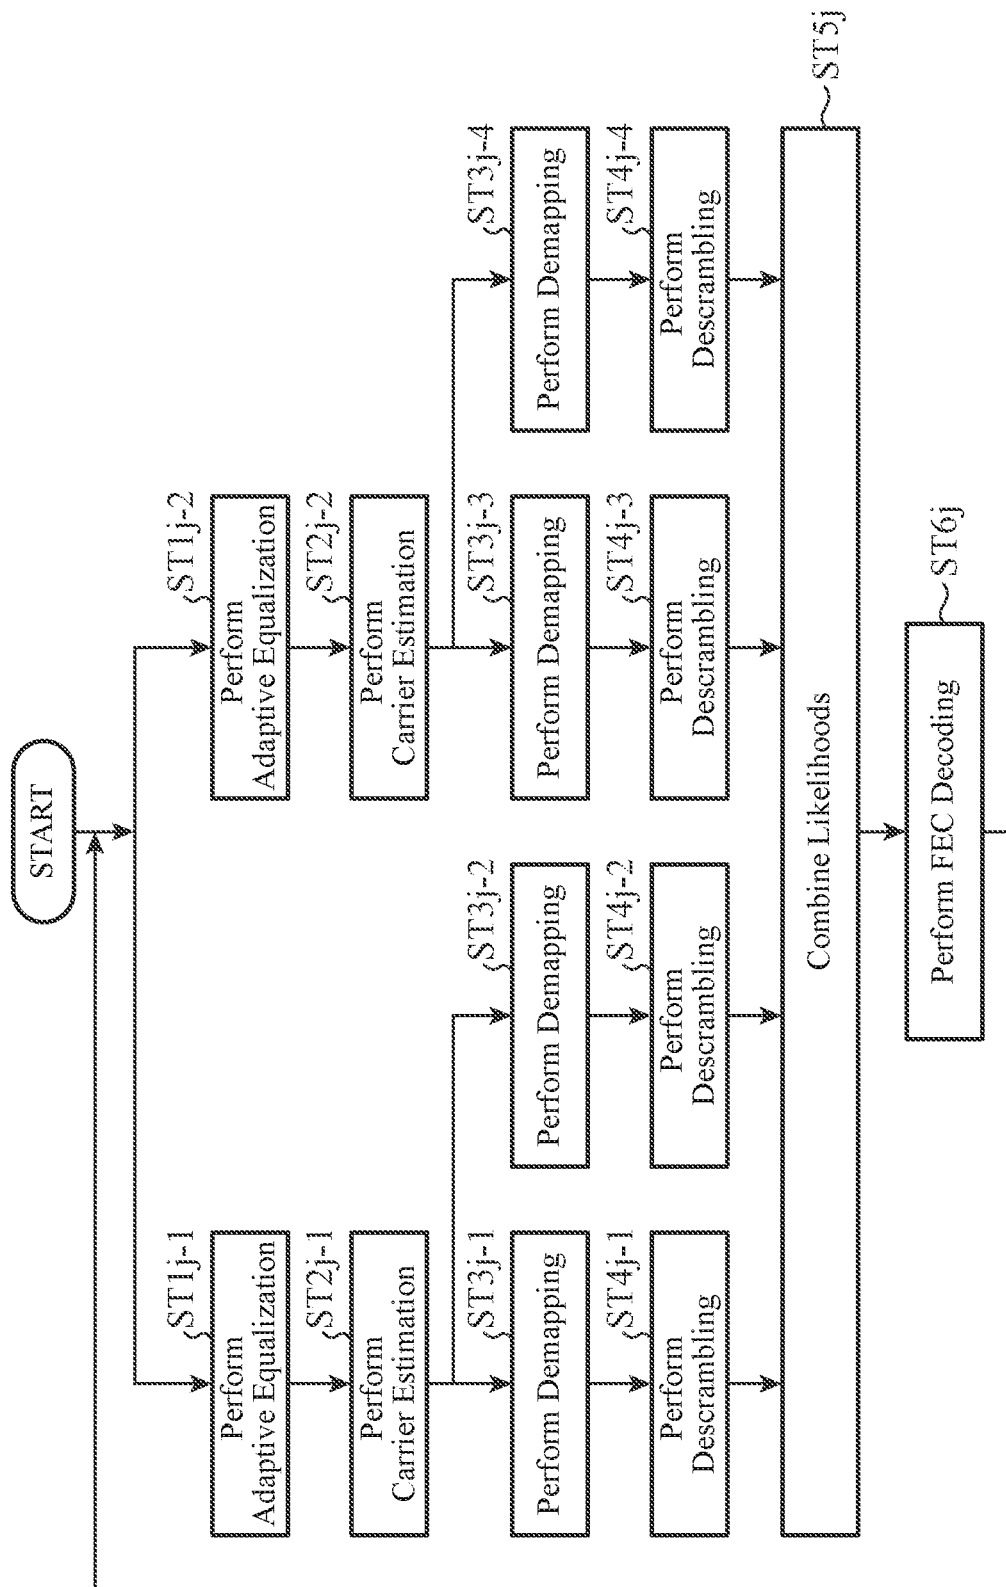 START
ST1j-1
Perform
Adaptive Equalization
ST1j-2
Perform
Adaptive Equalization
ST2j-1
Perform
Carrier Estimation
ST2j-2
Perform
Carrier Estimation
ST3j-1
Perform Demapping
ST3j-2
Perform Demapping
ST3j-3
Perform Demapping
ST3j-4
Perform Demapping
ST4j-1
Perform
Descrambling
ST4j-2
Perform
Descrambling
ST4j-3
Perform
Descrambling
ST4j-4
Perform
Descrambling
ST5j
Combine Likelihoods
ST6j
Perform FEC Decoding